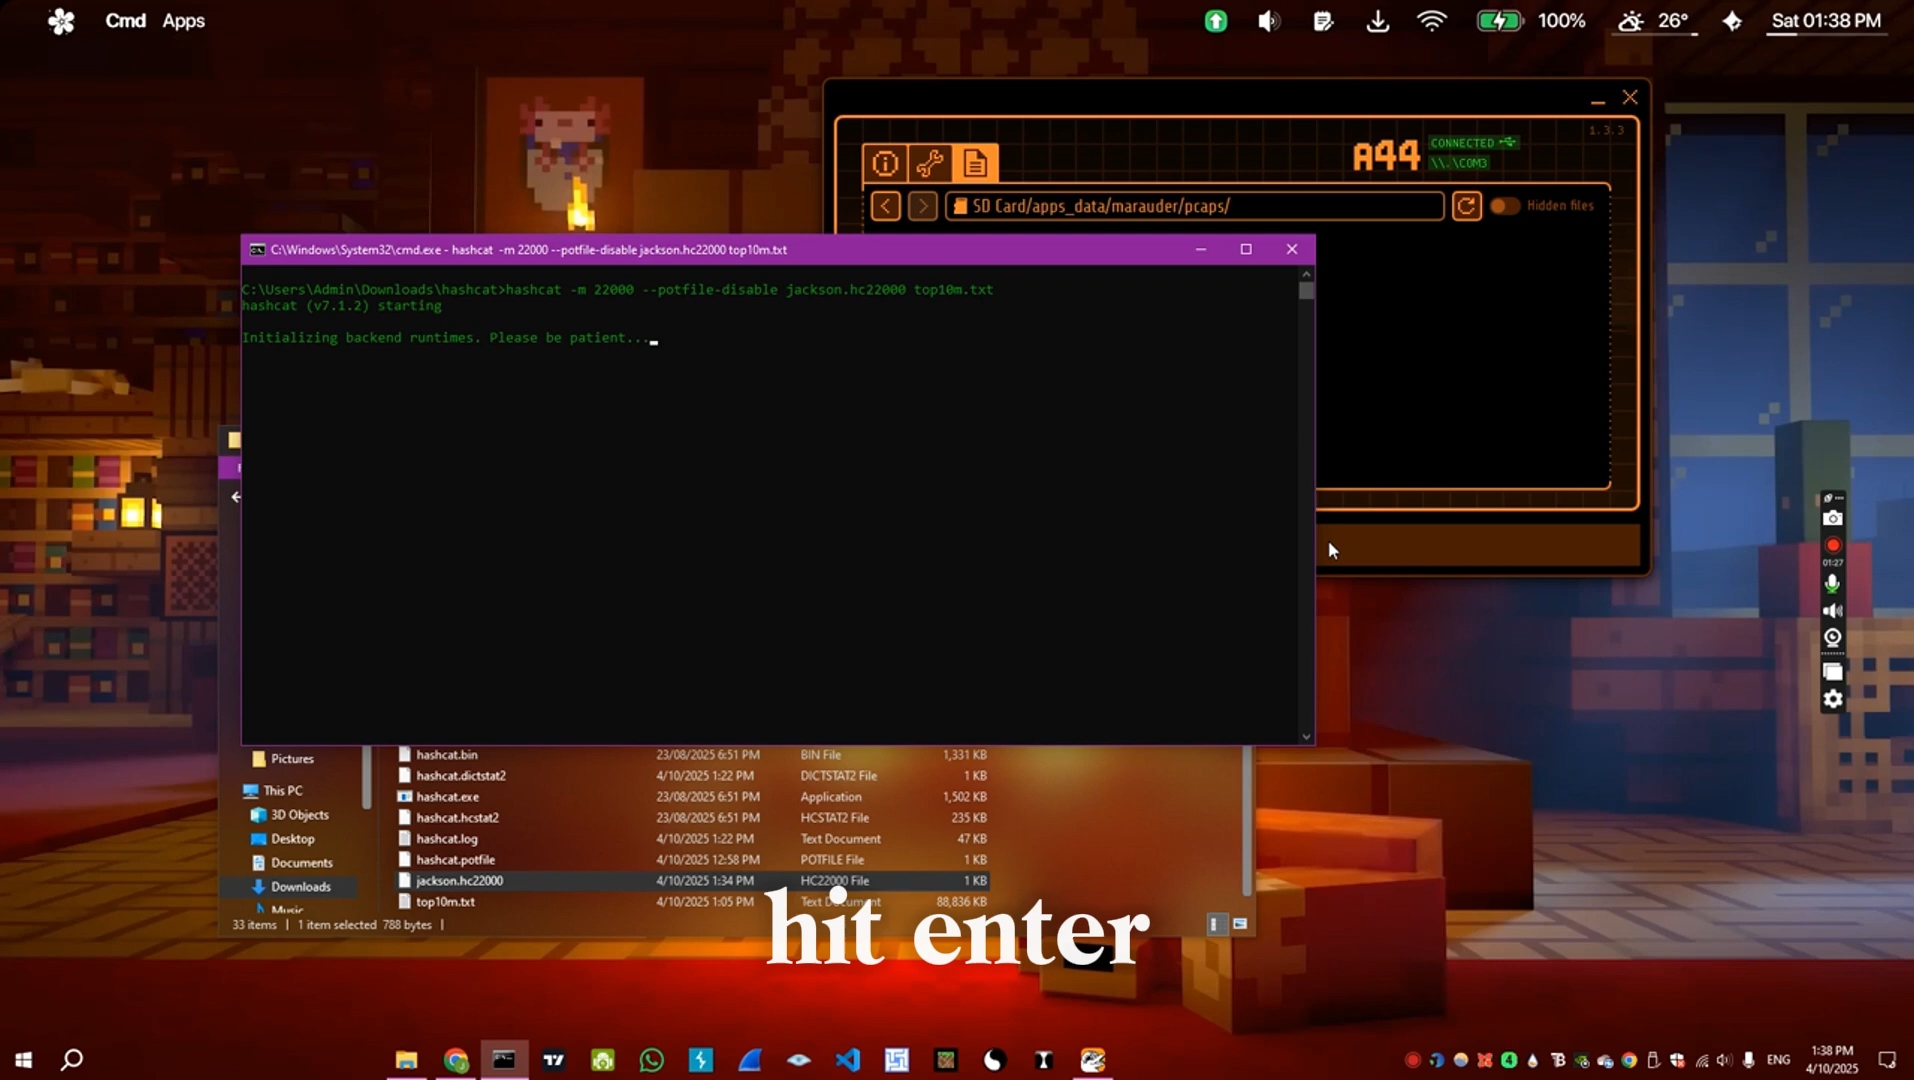 Cmd Apps
100% 26° Sat 01:38 PM
1.3.3
A44 CONNECTED
\\.\COM3
SD Card/apps_data/marauder/pcaps/ Hidden files
C:\Windows\System32\cmd.exe - hashcat -m 22000 --potfile-disable jackson.hc22000 top10m.txt
C:\Users\Admin\Downloads\hashcat>hashcat -m 22000 --potfile-disable jackson.hc22000 top10m.txt
hashcat (v7.1.2) starting
Initializing backend runtimes. Please be patient...
01:27
Pictures
This PC
3D Objects
Desktop
Documents
Downloads
Music
hashcat.bin 23/08/2025 6:51 PM BIN File 1,331 KB
hashcat.dictstat2 4/10/2025 1:22 PM DICTSTAT2 File 1 KB
hashcat.exe 23/08/2025 6:51 PM Application 1,502 KB
hashcat.hcstat2 23/08/2025 6:51 PM HCSTAT2 File 235 KB
hashcat.log 4/10/2025 1:22 PM Text Document 47 KB
hashcat.potfile 4/10/2025 12:58 PM POTFILE File 1 KB
jackson.hc22000 4/10/2025 1:34 PM HC22000 File 1 KB
top10m.txt 4/10/2025 1:05 PM Text Document 88,836 KB
33 items | 1 item selected 788 bytes |
hit enter
ENG 1:38 PM
4/10/2025